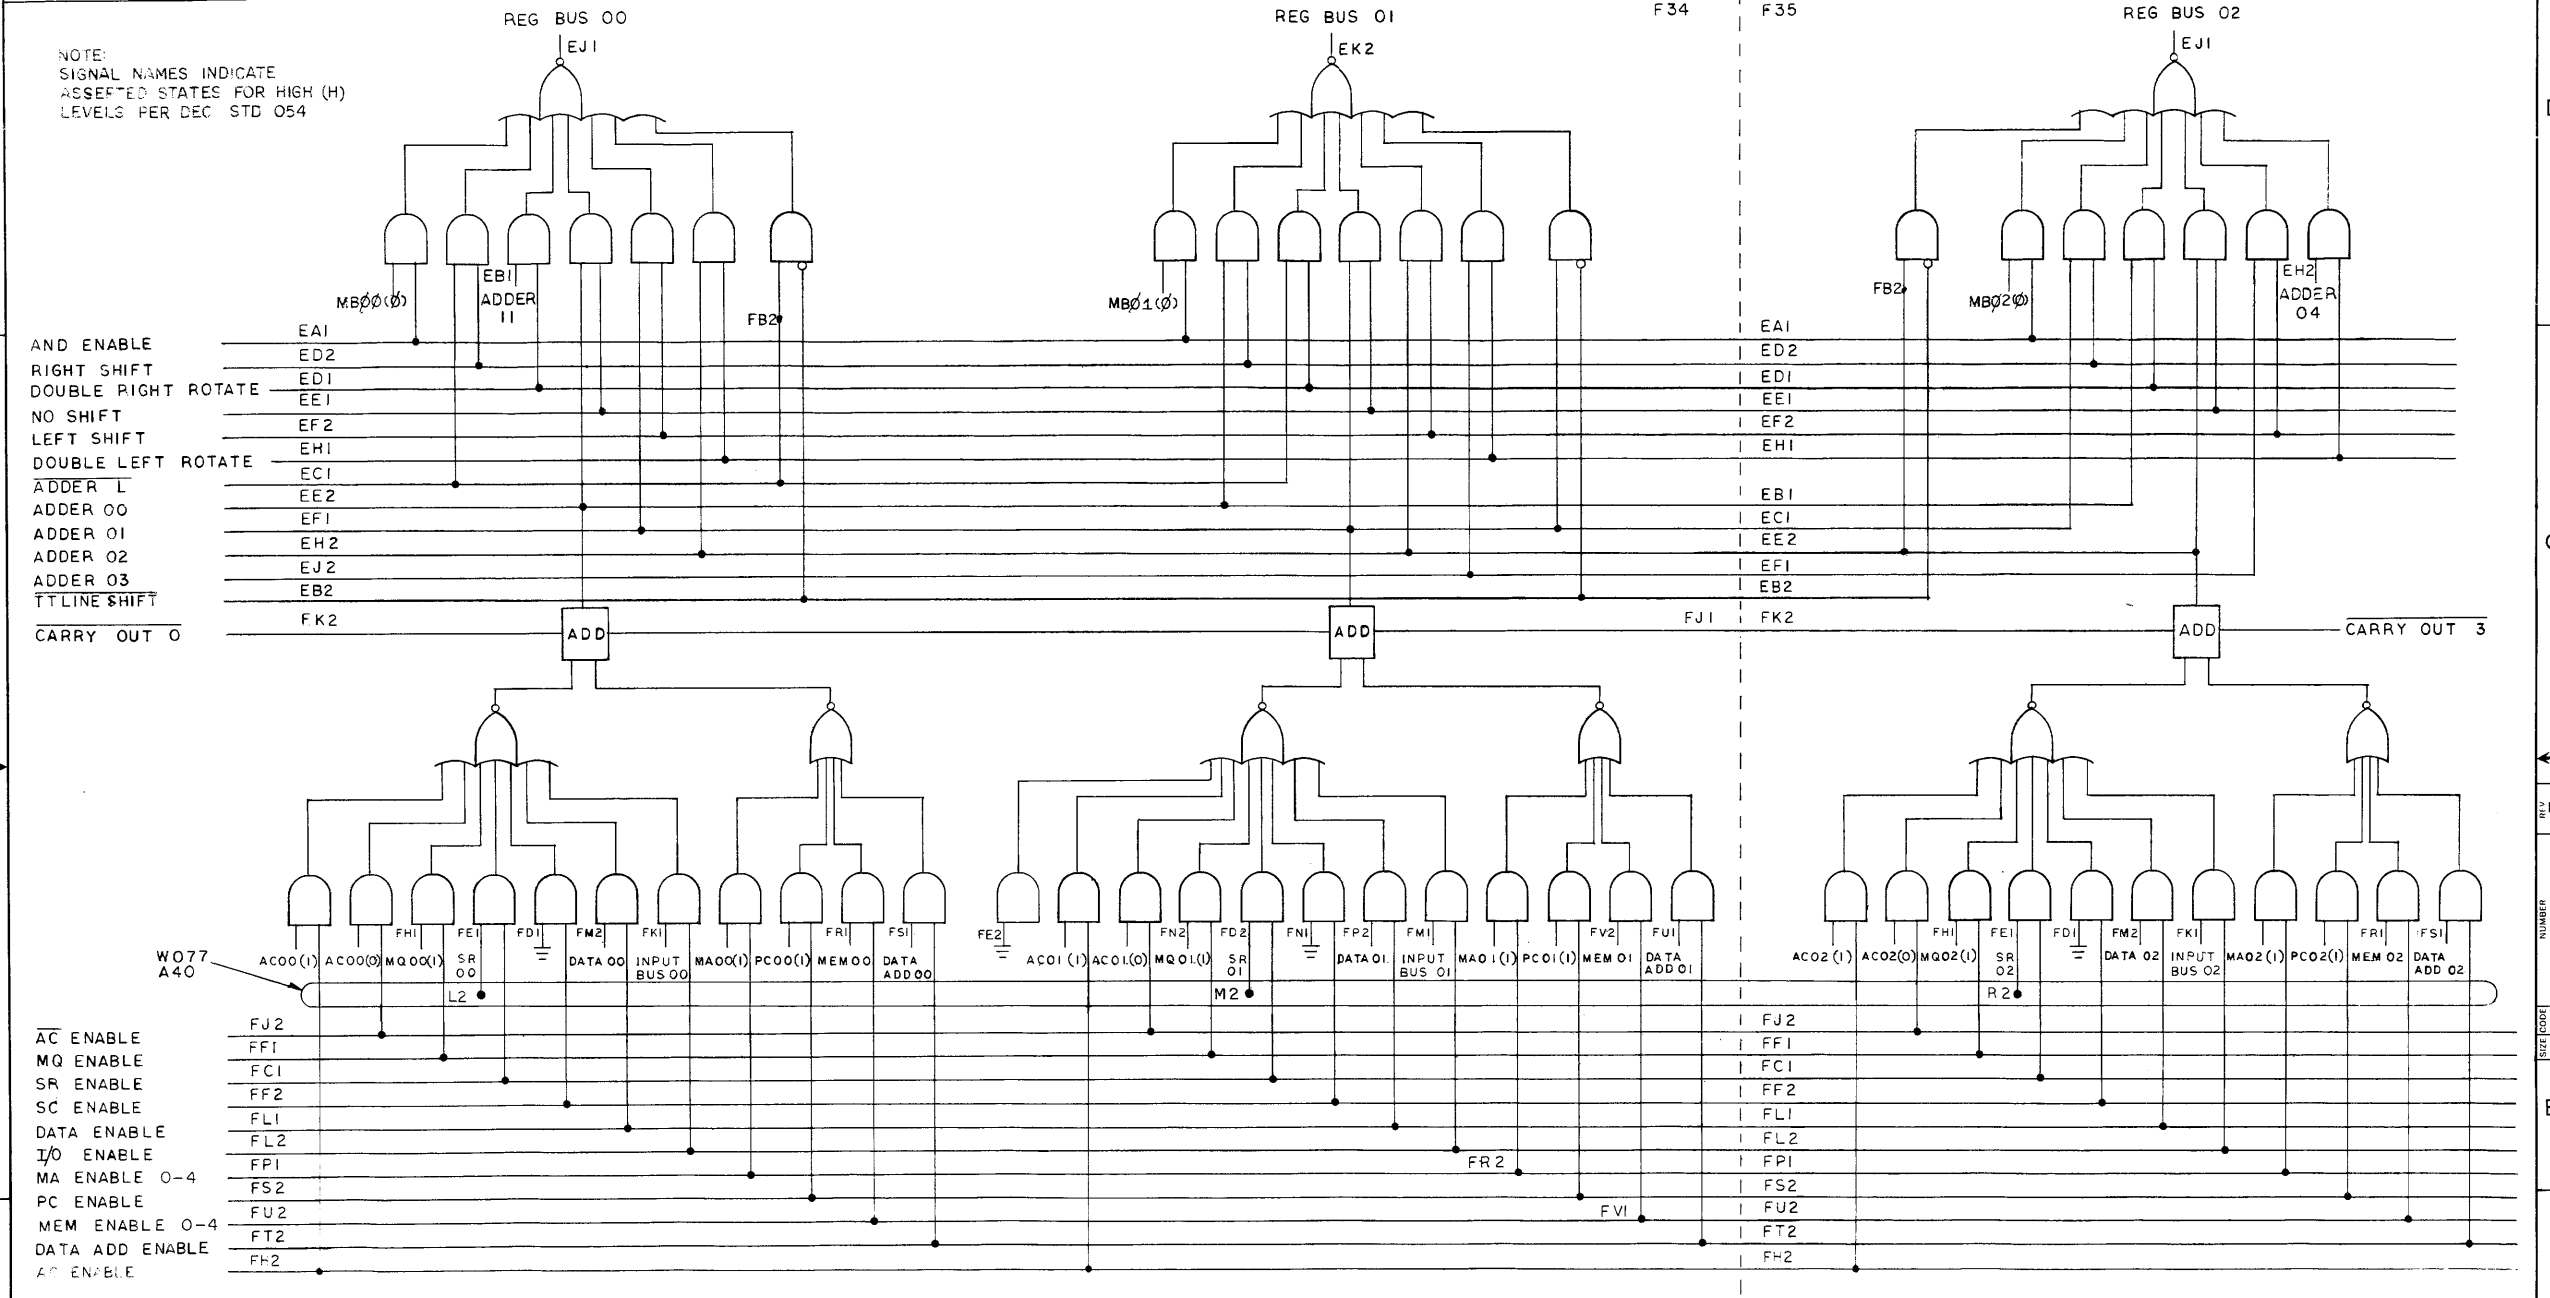 REG BUS 00
REG BUS 01
F34
F35
REG BUS 02
EJ1
EK2
EJ1
NOTE:
SIGNAL NAMES INDICATE
ASSERTED STATES FOR HIGH (H)
LEVELS PER DEC STD 054
D
MBØØ(Ø)
EB1
ADDER
11
FB2
MBØ1(Ø)
FB2
MBØ2Ø)
EH2
ADDER
04
AND ENABLE EA1 EA1
RIGHT SHIFT ED2 ED2
DOUBLE RIGHT ROTATE ED1 ED1
NO SHIFT EE1 EE1
LEFT SHIFT EF2 EF2
DOUBLE LEFT ROTATE EH1 EH1
ADDER L EC1
ADDER 00 EE2 EB1
ADDER 01 EF1 EC1
ADDER 02 EH2 EE2
ADDER 03 EJ2 EF1
TTLINE SHIFT EB2 EB2
CARRY OUT 0 FK2 ADD ADD FJ1 FK2 ADD CARRY OUT 3
C
REV
NUMBER
SIZE CODE
FH1 FE1 FD1 FM2 FK1 FR1 FS1 FE2 FN2 FD2 FN1 FP2 FM1 FV2 FU1 FH1 FE1 FD1 FM2 FK1 FR1 FS1
W077
A40
AC00(1) AC00(0) MQ00(1) SR 00 DATA 00 INPUT BUS 00 MA00(1) PC00(1) MEM 00 DATA ADD 00
AC01 (1) AC01.(0) MQ01.(1) SR 01 DATA 01 INPUT BUS 01 MA01(1) PC01(1) MEM 01 DATA ADD 01
AC02 (1) AC02(0) MQ02(1) SR 02 DATA 02 INPUT BUS 02 MA02(1) PC02(1) MEM 02 DATA ADD 02
L2 M2 R2
AC ENABLE FJ2 FJ2
MQ ENABLE FF1 FF1
SR ENABLE FC1 FC1
SC ENABLE FF2 FF2
DATA ENABLE FL1 FL1
I/O ENABLE FL2 FL2
MA ENABLE 0-4 FP1 FR2 FP1
PC ENABLE FS2 FS2
MEM ENABLE 0-4 FU2 FV1 FU2
DATA ADD ENABLE FT2 FT2
AC ENABLE FH2 FH2